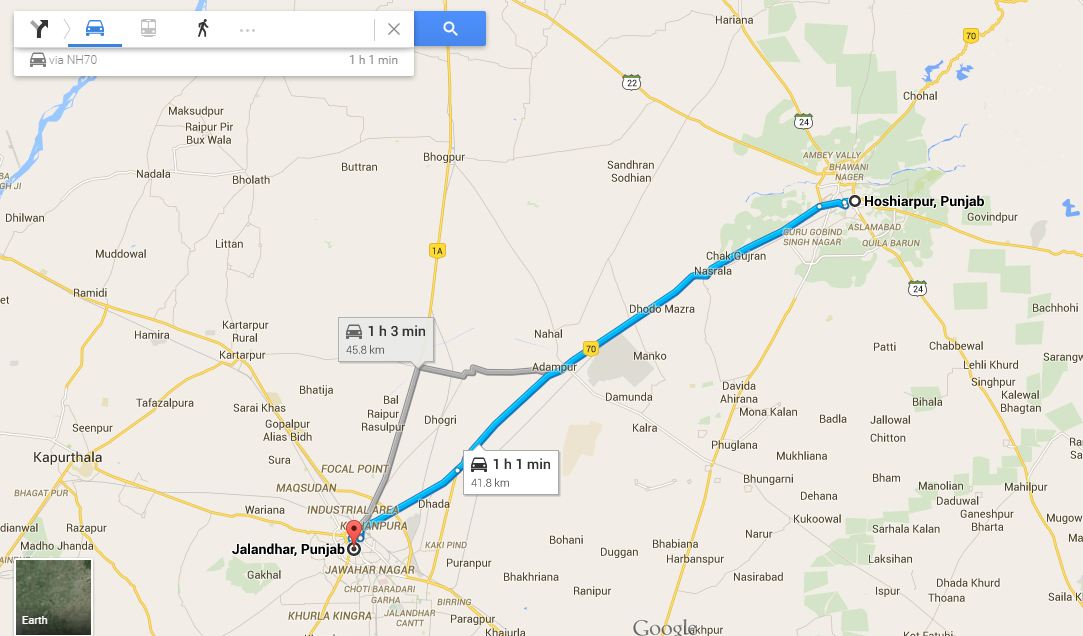 ...
via NH70
1 h 1 min
Hariana
70
22
Chohal
24
Maksudpur
Raipur Pir
Bux Wala
AMBEY VALLY
BHAWANI
NAGER
Bhogpur
Buttran
Sandhran
Sodhian
Nadala
Bholath
Hoshiarpur, Punjab
Dhilwan
Govindpur
GURU GOBIND
SINGH NAGAR
ASLAMABAD
QUILA BARUN
Littan
Muddowal
1A
Chak Gujran
Nasrala
24
et
Ramidi
Dhodo Mazra
Bachhohi
Kartarpur
Rural
Hamira
Kartarpur
1 h 3 min
45.8 km
Nahal
70
Manko
Patti
Chabbewal
Sarangw
Adampur
Lehli Khurd
Singhpur
Kalewal
Bhagtan
Bhatija
Davida
Ahirana
Damunda
Tafazalpura
Sarai Khas
Bal
Raipur
Rasulpur
Dhogri
Mona Kalan
Bihala
Badla
Jallowal
Seenpur
Gopalpur
Alias Bidh
Kalra
Chitton
Phuglana
Kapurthala
Sura
FOCAL POINT
1 h 1 min
41.8 km
Mukhliana
Bham
BHAGAT PUR
MAQSUDAN
Bhungarni
Manolian
Mahilpur
Dehana
Daduwal
Ganeshpur
Bharta
Wariana
INDUSTRIAL AREA
Dhada
Adur
Kukoowal
Mugow
dianwal
Razapur
Sarhala Kalan
Moth
Madho Jhanda
Jalandhar, Punjab
KAKI PIND
Bohani
Duggan
Bhabiana
Harbanspur
Laksihan
Puranpur
Gakhal
JAWAHAR NAGAR
Bhakhriana
Nasirabad
Dhada Khurd
CHOTI BARADARI
GARHA
Ranipur
Ispur
Thoana
Saila K
BIRRING
Earth
KHURLA KINGRA
JALANDHAR
CANTT
Paragpur
Khajurla
Google